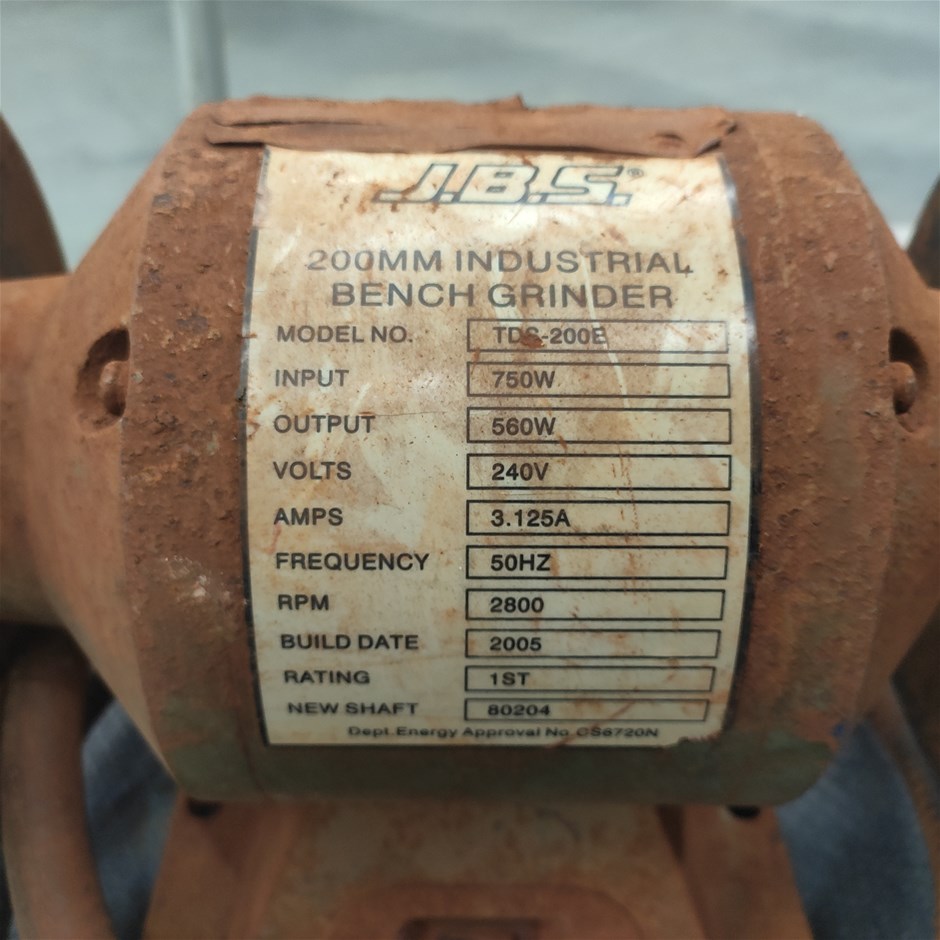 J.B.S.®
200MM INDUSTRIAL
BENCH GRINDER
MODEL NO. TDS-200E
INPUT 750W
OUTPUT 560W
VOLTS 240V
AMPS 3.125A
FREQUENCY 50HZ
RPM 2800
BUILD DATE 2005
RATING 1ST
NEW SHAFT 80204
Dept.Energy Approval No CS6720N